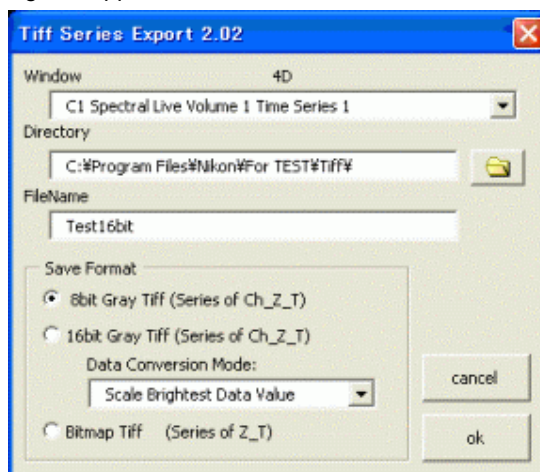 Tiff Series Export 2.02
Window 4D
C1 Spectral Live Volume 1 Time Series 1
Directory
C:¥Program Files¥Nikon¥For TEST¥Tiff¥
FileName
Test16bit
Save Format
8bit Gray Tiff (Series of Ch_Z_T)
16bit Gray Tiff (Series of Ch_Z_T)
Data Conversion Mode:
Scale Brightest Data Value
Bitmap Tiff (Series of Z_T)
cancel
ok